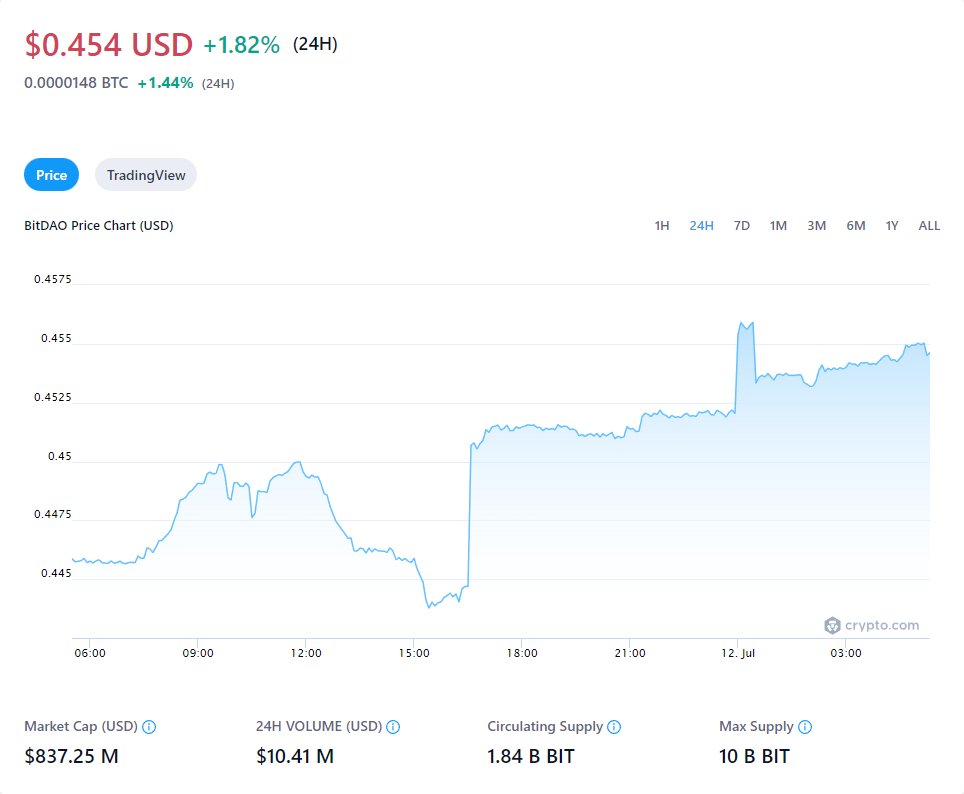 $0.454 USD +1.82% (24H)
0.0000148 BTC +1.44% (24H)
Price TradingView
BitDAO Price Chart (USD) 1H 24H 7D 1M 3M 6M 1Y ALL
0.4575
0.455
0.4525
0.45
0.4475
0.445
crypto.com
06:00 09:00 12:00 15:00 18:00 21:00 12. Jul 03:00
Market Cap (USD) 24H VOLUME (USD) Circulating Supply Max Supply
$837.25 M $10.41 M 1.84 B BIT 10 B BIT